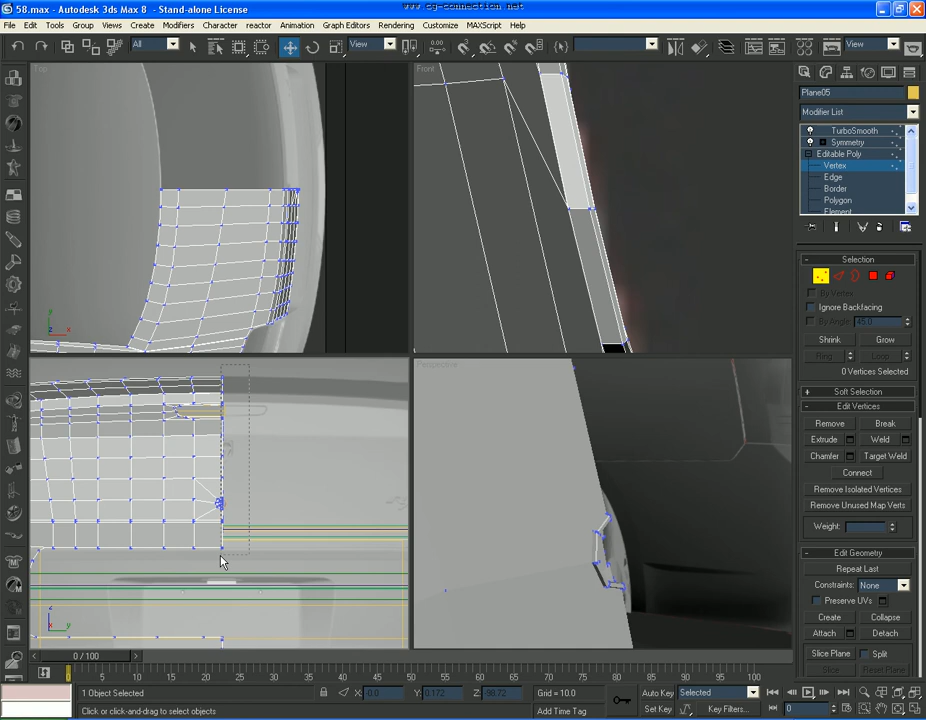 www.cg-connection.net
58.max - Autodesk 3ds Max 8 - Stand-alone License
File Edit Tools Group Views Create Modifiers Character reactor Animation Graph Editors Rendering Customize MAXScript Help
All View View
Top Front
Perspective
Plane05
Modifier List
TurboSmooth
Symmetry
Editable Poly
Vertex
Edge
Border
Polygon
Element
Selection
By Vertex
Ignore Backfacing
By Angle: 45.0
Shrink Grow
Ring Loop
0 Vertices Selected
Soft Selection
Edit Vertices
Remove Break
Extrude Weld
Chamfer Target Weld
Connect
Remove Isolated Vertices
Remove Unused Map Verts
Weight:
Edit Geometry
Repeat Last
Constraints: None
Preserve UVs
Create Collapse
Attach Detach
Slice Plane Split
Slice Reset Plane
0 / 100
0 5 10 15 20 25 30 35 40 45 50 55 60 65 70 75 80 85 90 95 100
1 Object Selected X: -0.0 Y: 0.172 Z: -98.72 Grid = 10.0 Auto Key Selected
Click or click-and-drag to select objects Add Time Tag Set Key Key Filters... 0